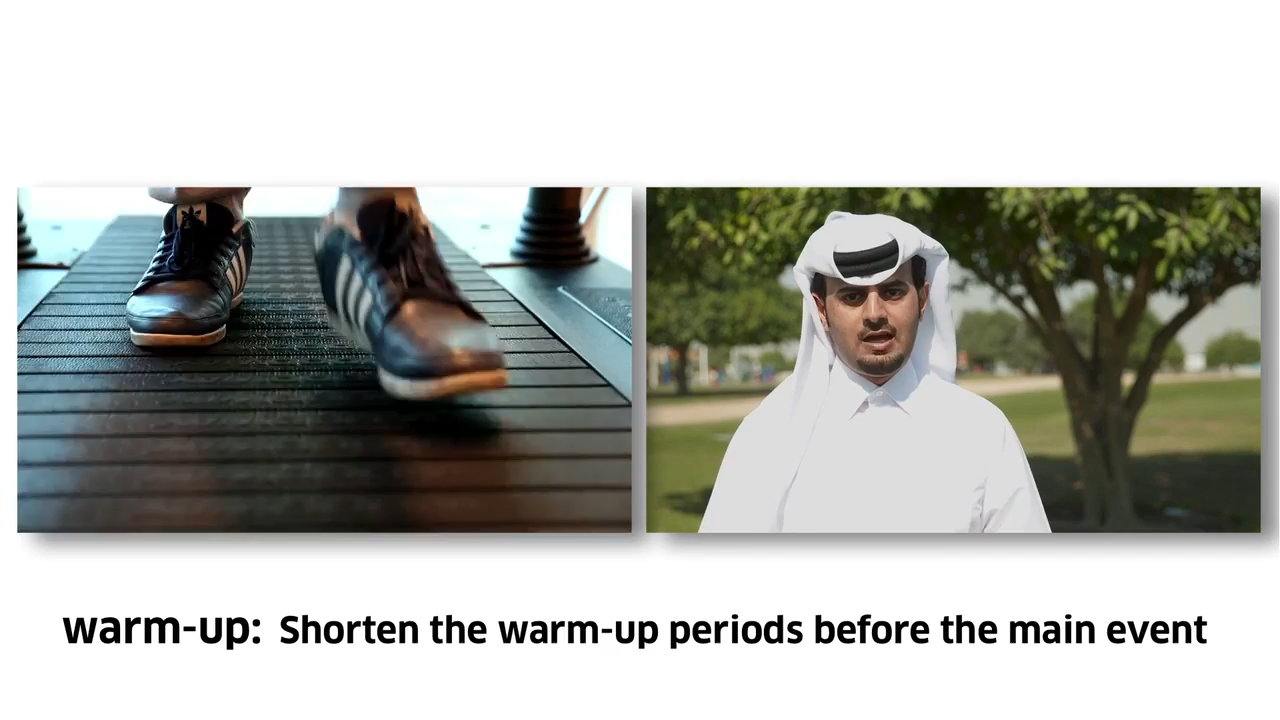 warm-up: Shorten the warm-up periods before the main event